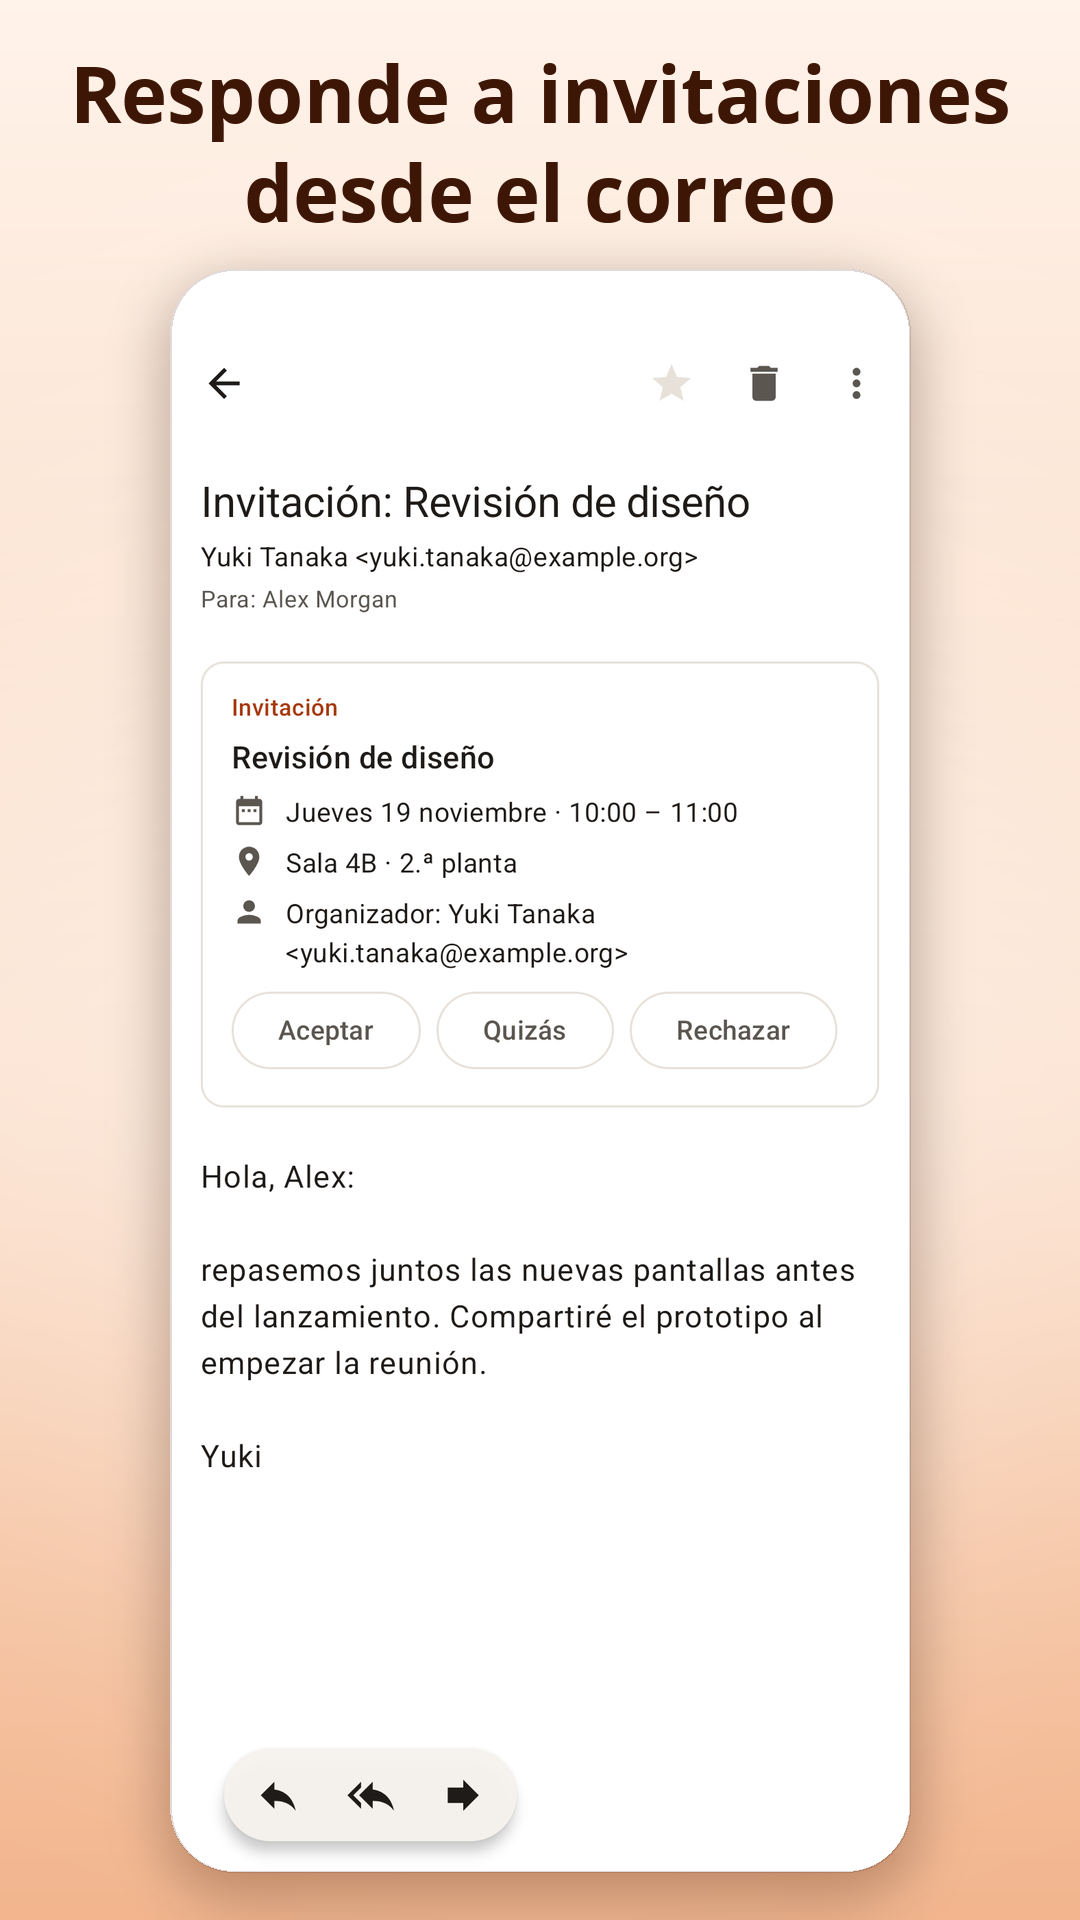 Responde a invitaciones
desde el correo
Invitación: Revisión de diseño
Yuki Tanaka <yuki.tanaka@example.org>
Para: Alex Morgan
Invitación
Revisión de diseño
Jueves 19 noviembre · 10:00 – 11:00
Sala 4B · 2.ª planta
Organizador: Yuki Tanaka
<yuki.tanaka@example.org>
Aceptar
Quizás
Rechazar
Hola, Alex:
repasemos juntos las nuevas pantallas antes
del lanzamiento. Compartiré el prototipo al
empezar la reunión.
Yuki